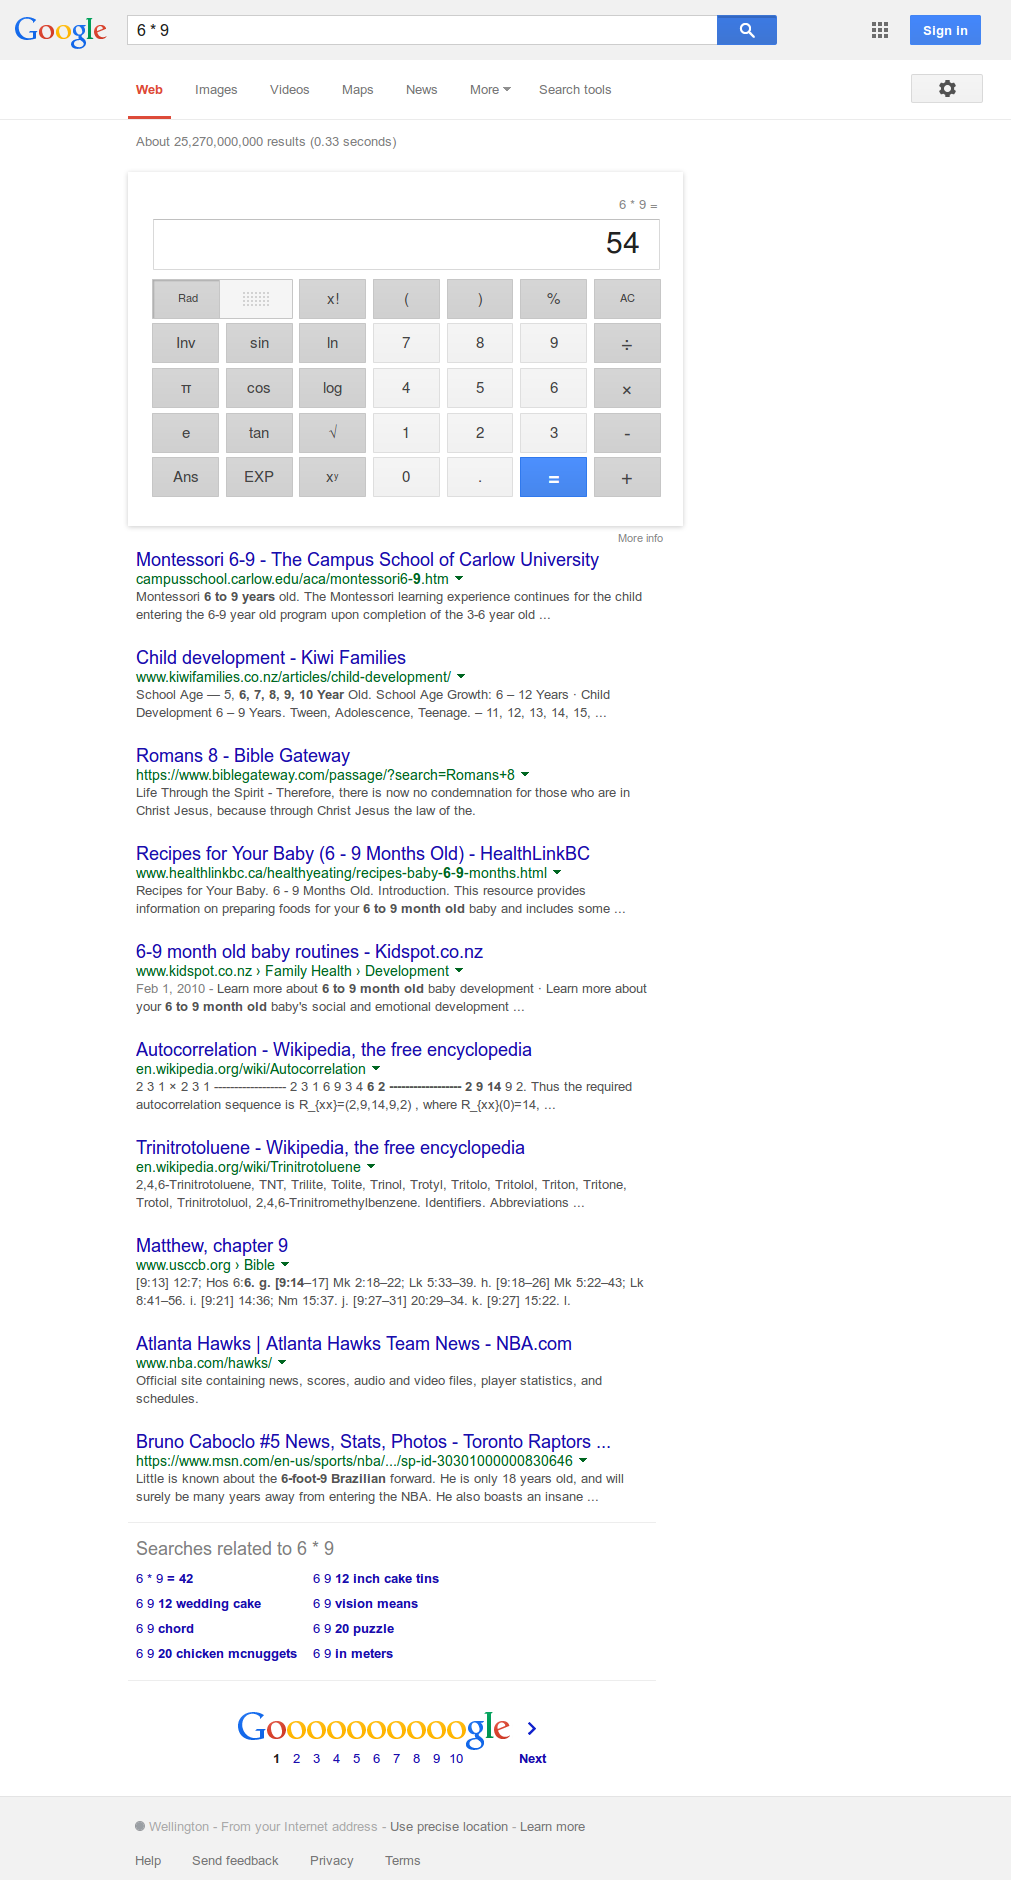 Google 6 * 9 Sign in
Web Images Videos Maps News More Search tools
About 25,270,000,000 results (0.33 seconds)
6 * 9 =
54
Rad x! ( ) % AC
Inv sin ln 7 8 9 ÷
π cos log 4 5 6 ×
e tan √ 1 2 3 -
Ans EXP xy 0 . = +
More info
Montessori 6-9 - The Campus School of Carlow University
campusschool.carlow.edu/aca/montessori6-9.htm
Montessori 6 to 9 years old. The Montessori learning experience continues for the child
entering the 6-9 year old program upon completion of the 3-6 year old ...
Child development - Kiwi Families
www.kiwifamilies.co.nz/articles/child-development/
School Age — 5, 6, 7, 8, 9, 10 Year Old. School Age Growth: 6 – 12 Years · Child
Development 6 – 9 Years. Tween, Adolescence, Teenage. – 11, 12, 13, 14, 15, ...
Romans 8 - Bible Gateway
https://www.biblegateway.com/passage/?search=Romans+8
Life Through the Spirit - Therefore, there is now no condemnation for those who are in
Christ Jesus, because through Christ Jesus the law of the.
Recipes for Your Baby (6 - 9 Months Old) - HealthLinkBC
www.healthlinkbc.ca/healthyeating/recipes-baby-6-9-months.html
Recipes for Your Baby. 6 - 9 Months Old. Introduction. This resource provides
information on preparing foods for your 6 to 9 month old baby and includes some ...
6-9 month old baby routines - Kidspot.co.nz
www.kidspot.co.nz › Family Health › Development
Feb 1, 2010 - Learn more about 6 to 9 month old baby development · Learn more about
your 6 to 9 month old baby's social and emotional development ...
Autocorrelation - Wikipedia, the free encyclopedia
en.wikipedia.org/wiki/Autocorrelation
2 3 1 × 2 3 1 ------------------ 2 3 1 6 9 3 4 6 2 ------------------ 2 9 14 9 2. Thus the required
autocorrelation sequence is R_{xx}=(2,9,14,9,2) , where R_{xx}(0)=14, ...
Trinitrotoluene - Wikipedia, the free encyclopedia
en.wikipedia.org/wiki/Trinitrotoluene
2,4,6-Trinitrotoluene, TNT, Trilite, Tolite, Trinol, Trotyl, Tritolo, Tritolol, Triton, Tritone,
Trotol, Trinitrotoluol, 2,4,6-Trinitromethylbenzene. Identifiers. Abbreviations ...
Matthew, chapter 9
www.usccb.org › Bible
[9:13] 12:7; Hos 6:6. g. [9:14–17] Mk 2:18–22; Lk 5:33–39. h. [9:18–26] Mk 5:22–43; Lk
8:41–56. i. [9:21] 14:36; Nm 15:37. j. [9:27–31] 20:29–34. k. [9:27] 15:22. l.
Atlanta Hawks | Atlanta Hawks Team News - NBA.com
www.nba.com/hawks/
Official site containing news, scores, audio and video files, player statistics, and
schedules.
Bruno Caboclo #5 News, Stats, Photos - Toronto Raptors ...
https://www.msn.com/en-us/sports/nba/.../sp-id-30301000000830646
Little is known about the 6-foot-9 Brazilian forward. He is only 18 years old, and will
surely be many years away from entering the NBA. He also boasts an insane ...
Searches related to 6 * 9
6 * 9 = 42 6 9 12 inch cake tins
6 9 12 wedding cake 6 9 vision means
6 9 chord 6 9 20 puzzle
6 9 20 chicken mcnuggets 6 9 in meters
Goooooooooogle
1 2 3 4 5 6 7 8 9 10 Next
Wellington - From your Internet address - Use precise location - Learn more
Help Send feedback Privacy Terms